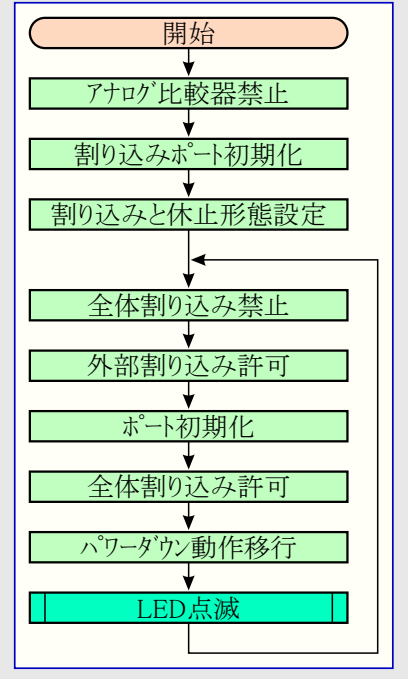 開始
アナログ比較器禁止
割り込みポート初期化
割り込みと休止形態設定
全体割り込み禁止
外部割り込み許可
ポート初期化
全体割り込み許可
パワーダウン動作移行
LED点滅